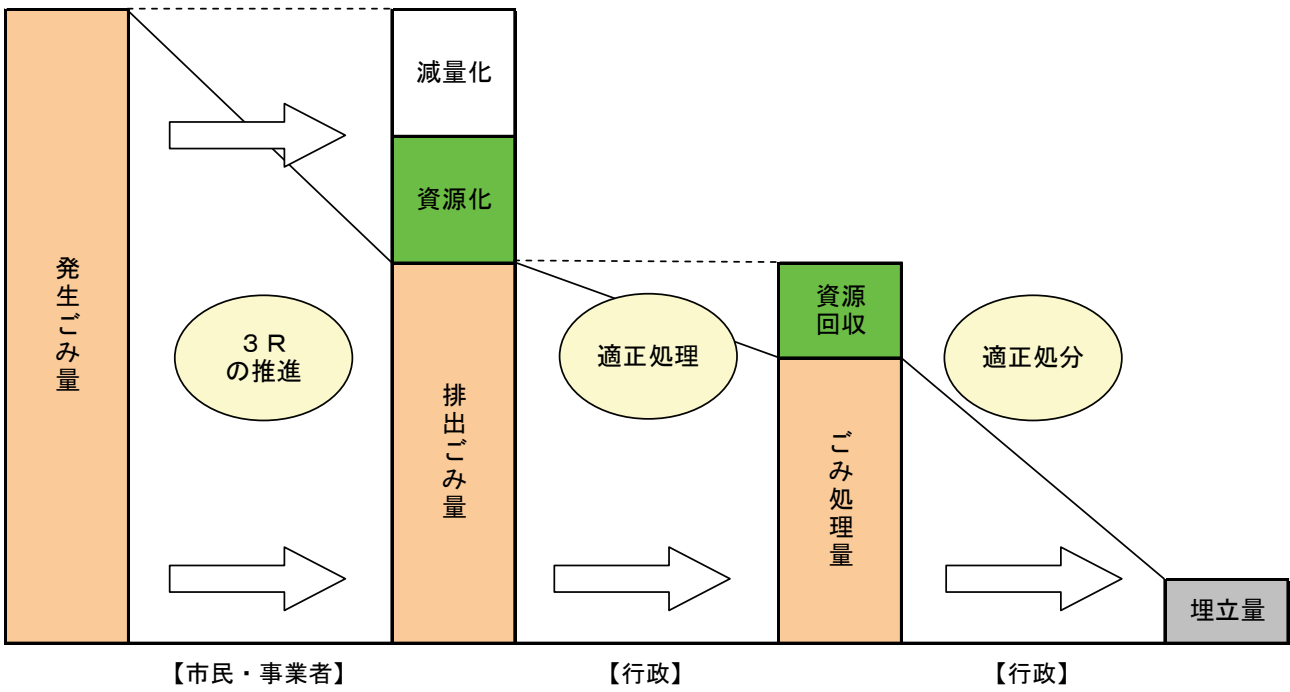 発生ごみ量
３Ｒ
の推進
減量化
資源化
排出ごみ量
適正処理
資源
回収
ごみ処理量
適正処分
埋立量
【市民・事業者】
【行政】
【行政】